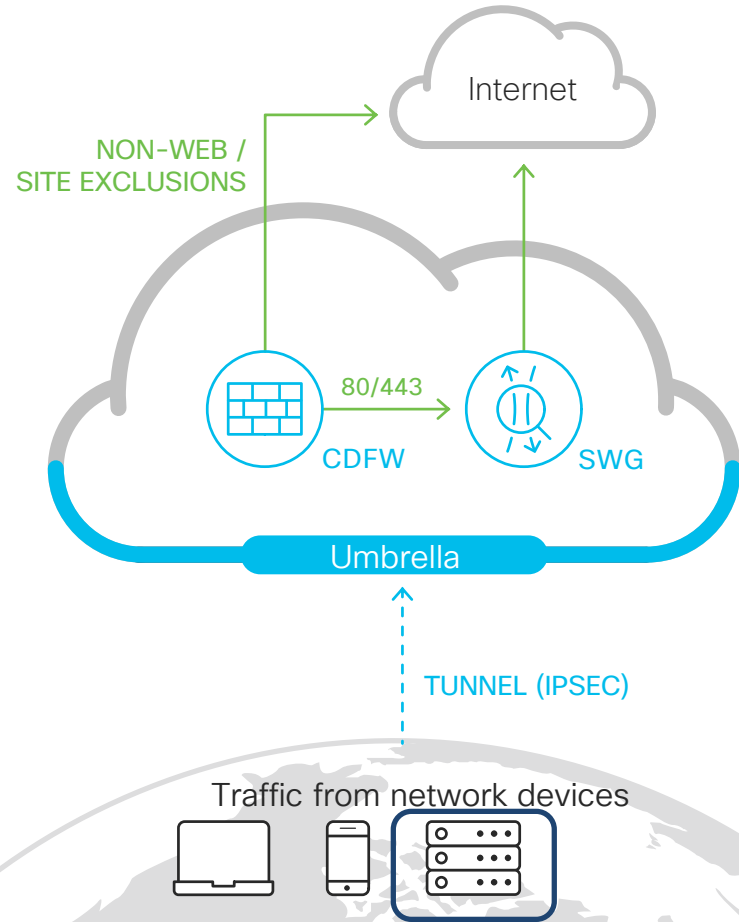 Internet
NON-WEB /
SITE EXCLUSIONS
80/443
CDFW
SWG
Umbrella
TUNNEL (IPSEC)
Traffic from network devices